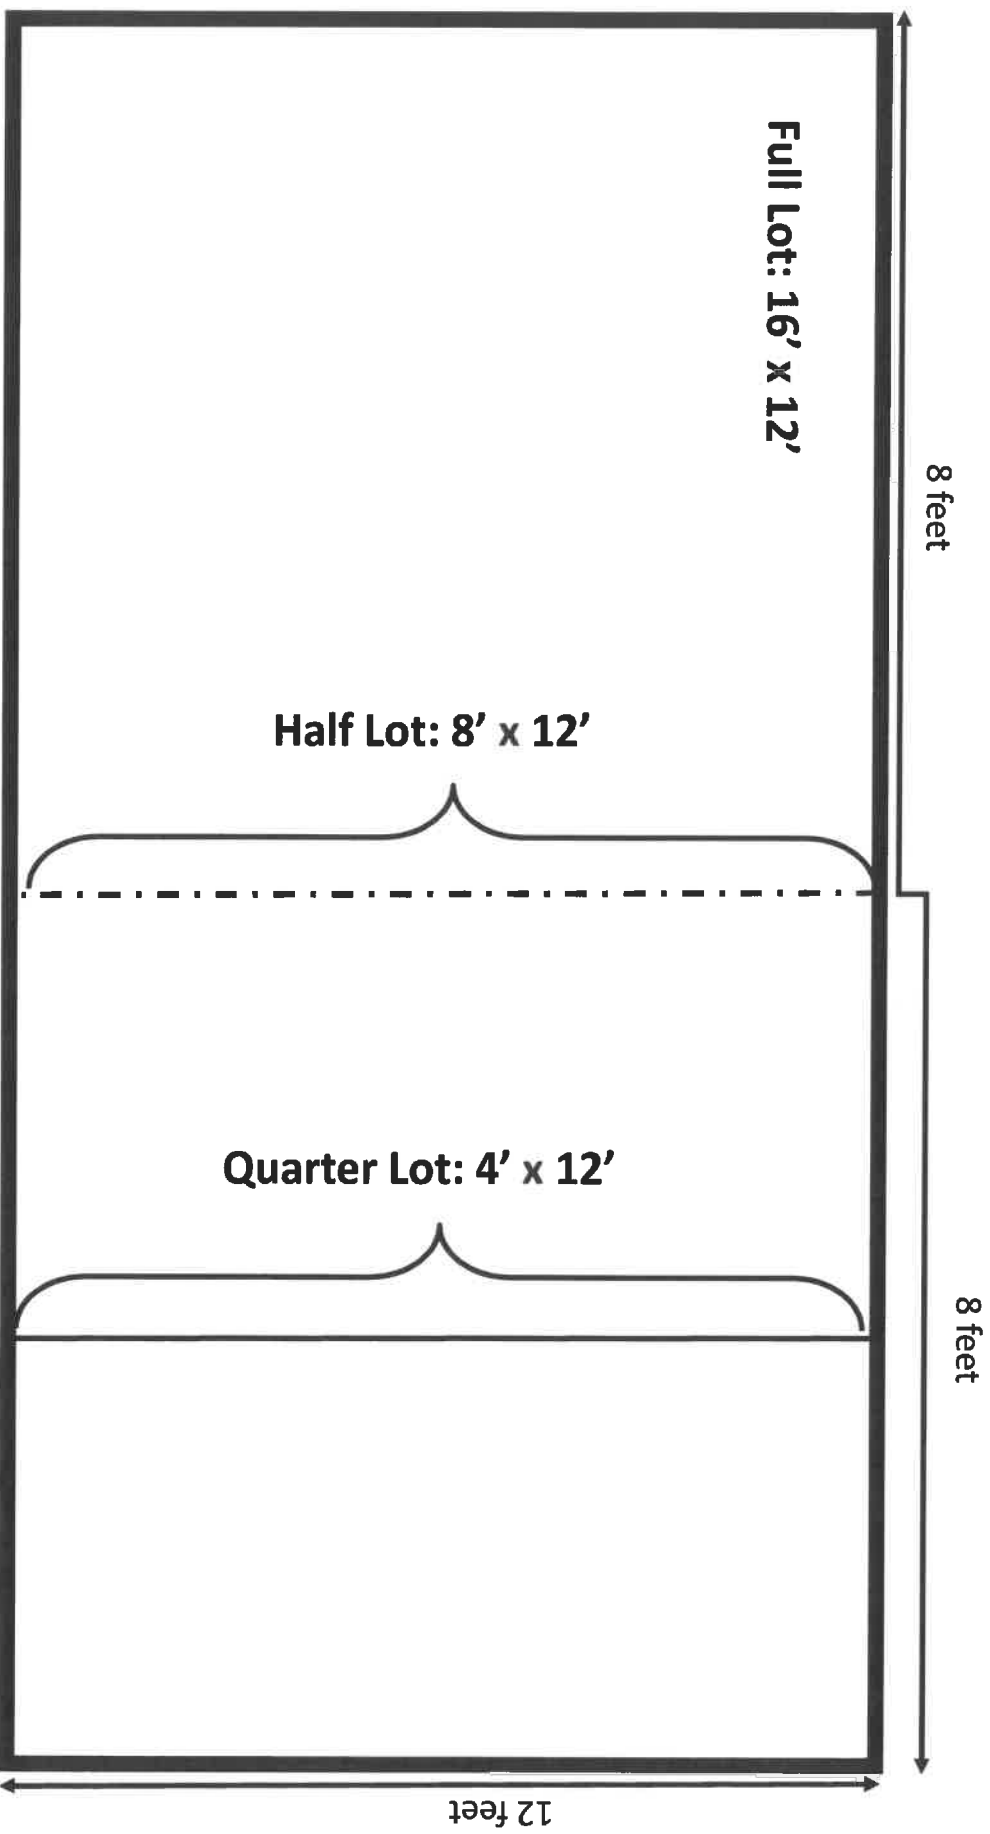 Full Lot: 16’ x 12’
8 feet
Half Lot: 8’ x 12’
Quarter Lot: 4’ x 12’
8 feet
12 feet